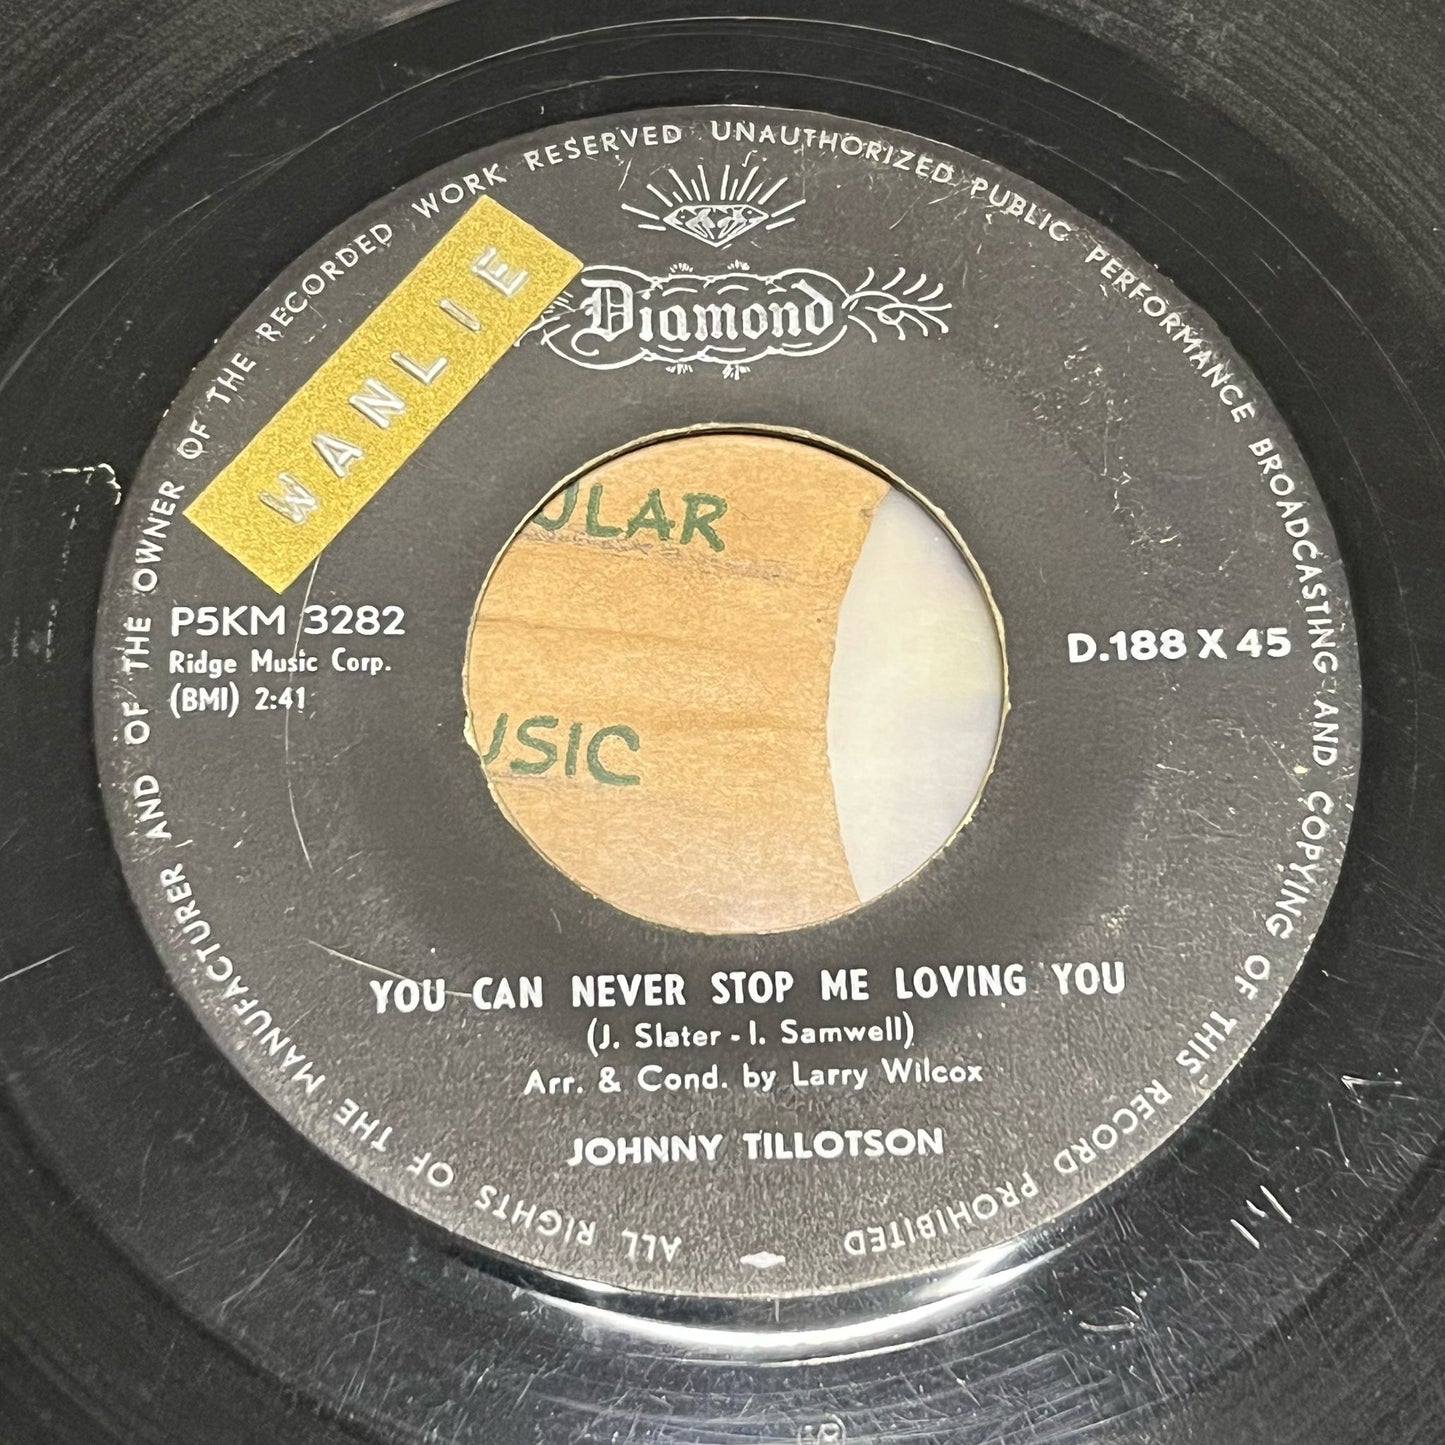 ALL RIGHTS OF THE MANUFACTURER AND OF THE OWNER OF THE RECORDED WORK RESERVED UNAUTHORIZED PUBLIC PERFORMANCE BROADCASTING AND COPYING OF THIS RECORD PROHIBITED
Diamond
WANLIE
ULAR
USIC
P5KM 3282
Ridge Music Corp.
(BMI) 2:41
D.188 X 45
YOU CAN NEVER STOP ME LOVING YOU
(J. Slater - I. Samwell)
Arr. & Cond. by Larry Wilcox
JOHNNY TILLOTSON